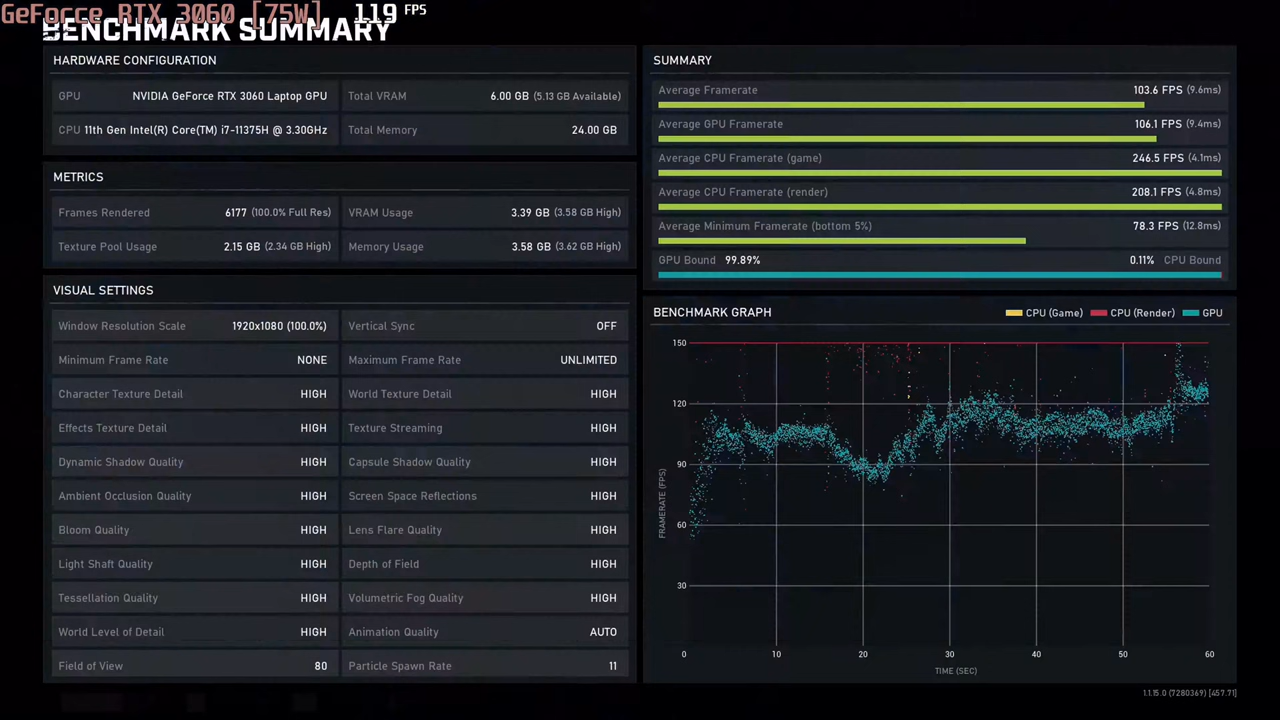 GeForce RTX 3060 [75W] 119 FPS
BENCHMARK SUMMARY
HARDWARE CONFIGURATION
GPU NVIDIA GeForce RTX 3060 Laptop GPU Total VRAM 6.00 GB (5.13 GB Available)
CPU 11th Gen Intel(R) Core(TM) i7-11375H @ 3.30GHz Total Memory 24.00 GB
METRICS
Frames Rendered 6177 (100.0% Full Res) VRAM Usage 3.39 GB (3.58 GB High)
Texture Pool Usage 2.15 GB (2.34 GB High) Memory Usage 3.58 GB (3.62 GB High)
VISUAL SETTINGS
Window Resolution Scale 1920x1080 (100.0%) Vertical Sync OFF
Minimum Frame Rate NONE Maximum Frame Rate UNLIMITED
Character Texture Detail HIGH World Texture Detail HIGH
Effects Texture Detail HIGH Texture Streaming HIGH
Dynamic Shadow Quality HIGH Capsule Shadow Quality HIGH
Ambient Occlusion Quality HIGH Screen Space Reflections HIGH
Bloom Quality HIGH Lens Flare Quality HIGH
Light Shaft Quality HIGH Depth of Field HIGH
Tessellation Quality HIGH Volumetric Fog Quality HIGH
World Level of Detail HIGH Animation Quality AUTO
Field of View 80 Particle Spawn Rate 11
SUMMARY
Average Framerate 103.6 FPS (9.6ms)
Average GPU Framerate 106.1 FPS (9.4ms)
Average CPU Framerate (game) 246.5 FPS (4.1ms)
Average CPU Framerate (render) 208.1 FPS (4.8ms)
Average Minimum Framerate (bottom 5%) 78.3 FPS (12.8ms)
GPU Bound 99.89% 0.11% CPU Bound
BENCHMARK GRAPH CPU (Game) CPU (Render) GPU
150
120
90
60
30
FRAMERATE (FPS)
0 10 20 30 40 50 60
TIME (SEC)
1.1.15.0 (7280369) [457.71]